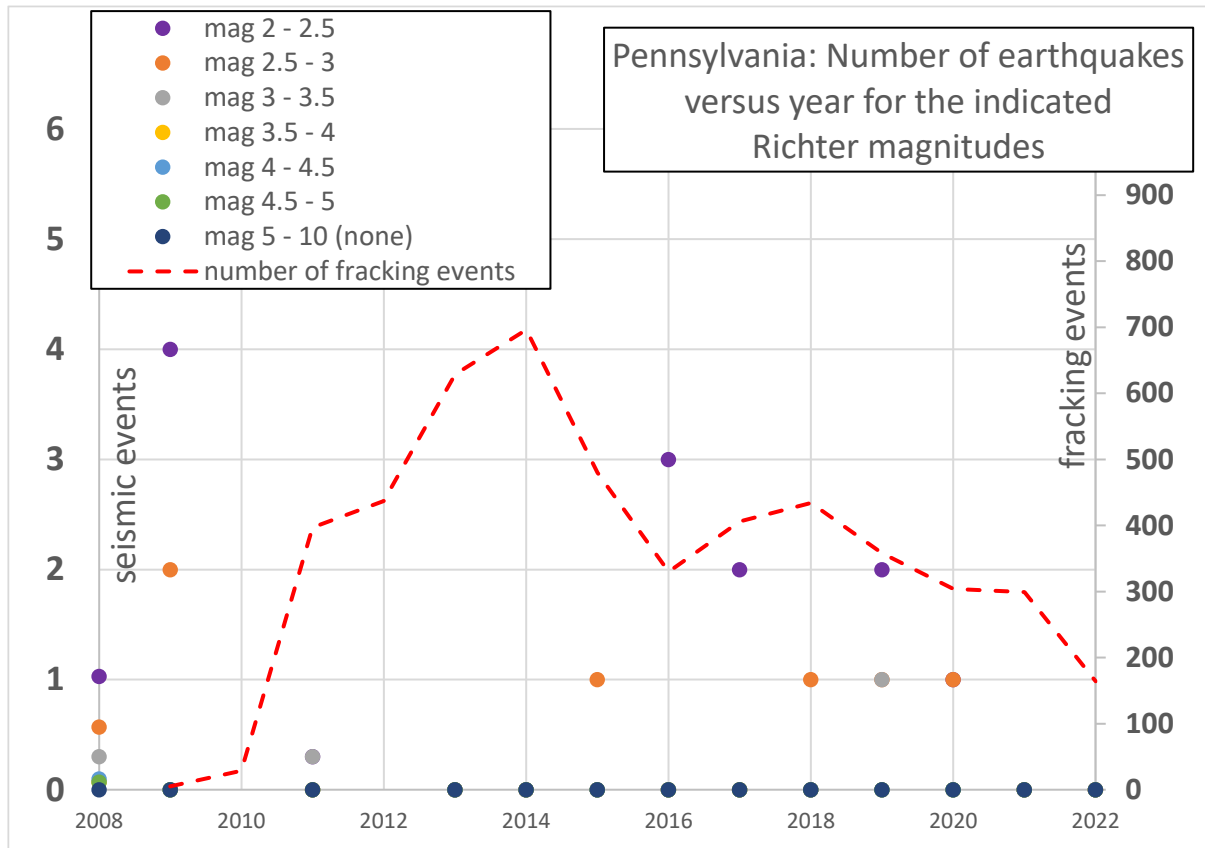 mag 2 - 2.5
mag 2.5 - 3
mag 3 - 3.5
mag 3.5 - 4
mag 4 - 4.5
mag 4.5 - 5
mag 5 - 10 (none)
number of fracking events
Pennsylvania: Number of earthquakes
versus year for the indicated
Richter magnitudes
6
5
4
3
2
1
0
seismic events
fracking events
900
800
700
600
500
400
300
200
100
0
2008 2010 2012 2014 2016 2018 2020 2022